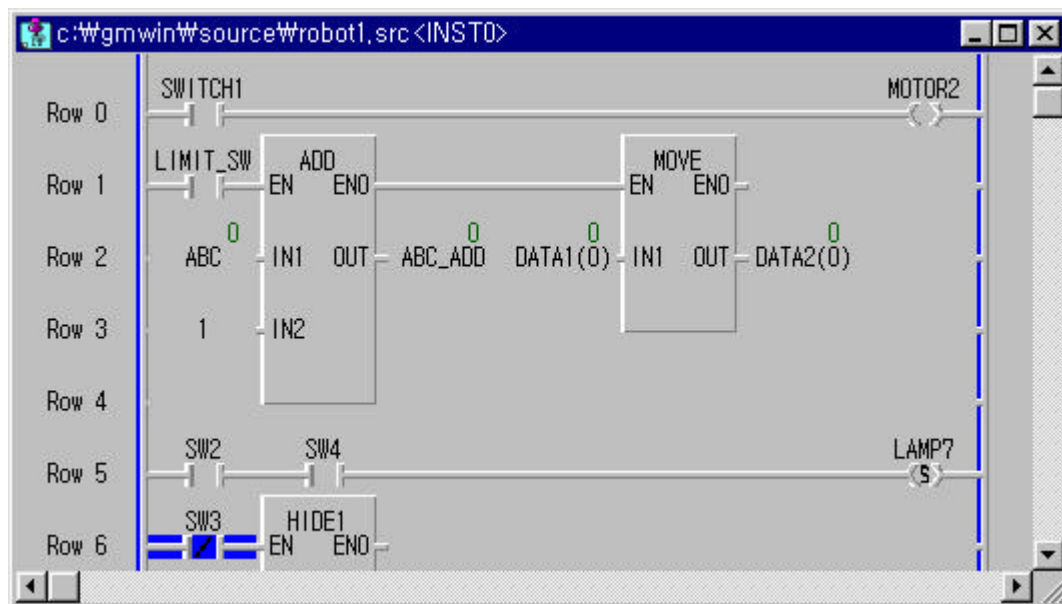 c:₩gmwin₩source₩robot1,src<INST0>
SWITCH1 MOTOR2
Row 0
LIMIT_SW ADD MOVE
Row 1 EN ENO EN ENO
0 0 0 0
Row 2 ABC IN1 OUT ABC_ADD DATA1(0) IN1 OUT DATA2(0)
Row 3 1 IN2
Row 4
SW2 SW4 LAMP7
Row 5 S
SW3 HIDE1
Row 6 EN ENO